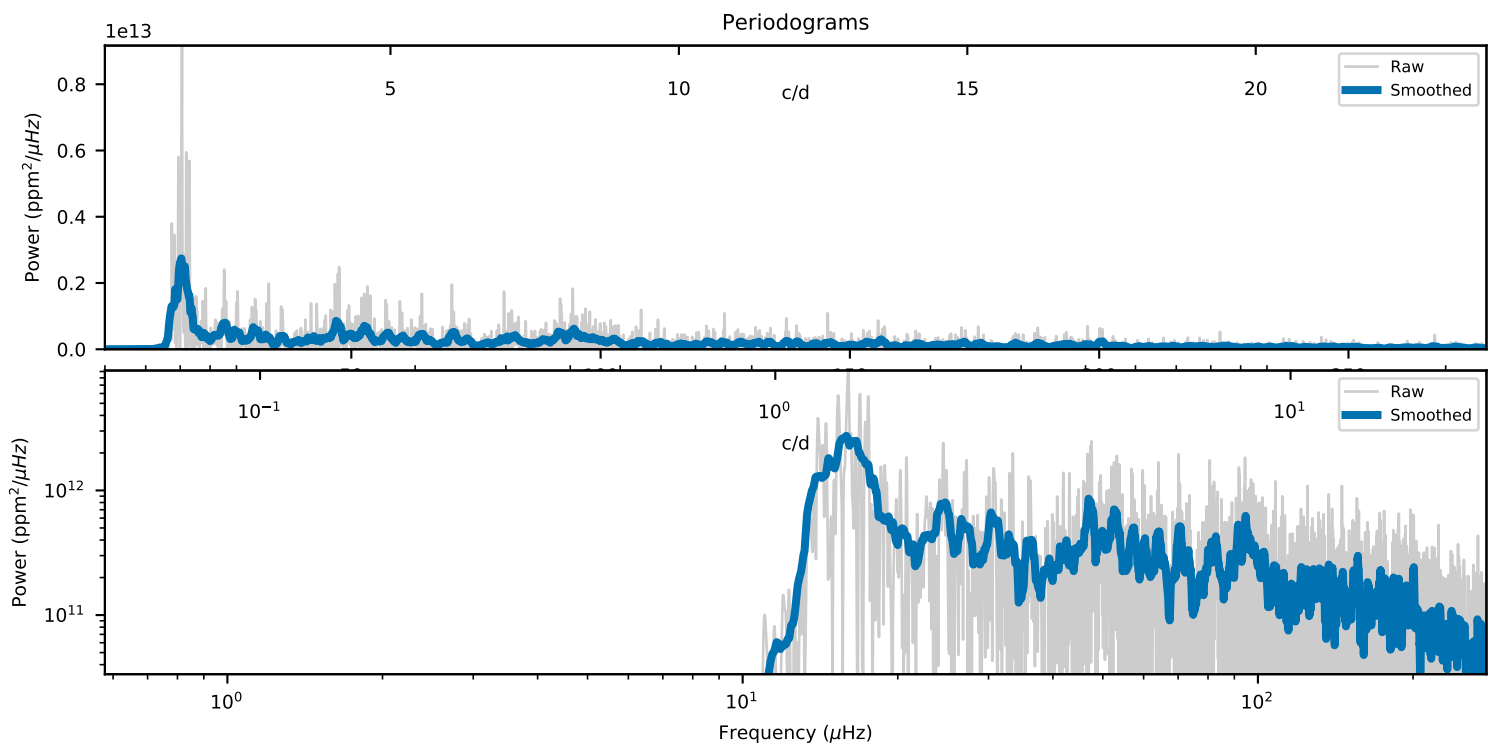 Periodograms
1e13
5 10 15 20
c/d
Raw
Smoothed
0.8
0.6
0.4
0.2
0.0
Power (ppm²/μHz)
10⁻¹ 10⁰ 10¹
c/d
Raw
Smoothed
10¹²
10¹¹
Power (ppm²/μHz)
10⁰ 10¹ 10²
Frequency (μHz)